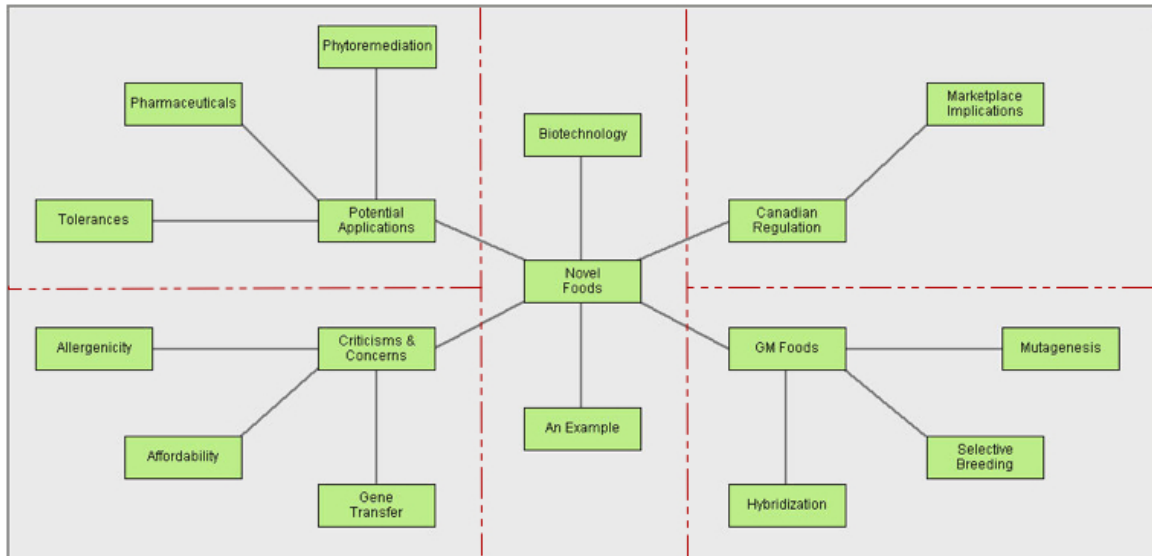 Phytoremediation
Pharmaceuticals
Marketplace
Implications
Biotechnology
Tolerances
Potential
Applications
Canadian
Regulation
Novel
Foods
Allergenicity
Criticisms &
Concerns
GM Foods
Mutagenesis
An Example
Affordability
Selective
Breeding
Gene
Transfer
Hybridization